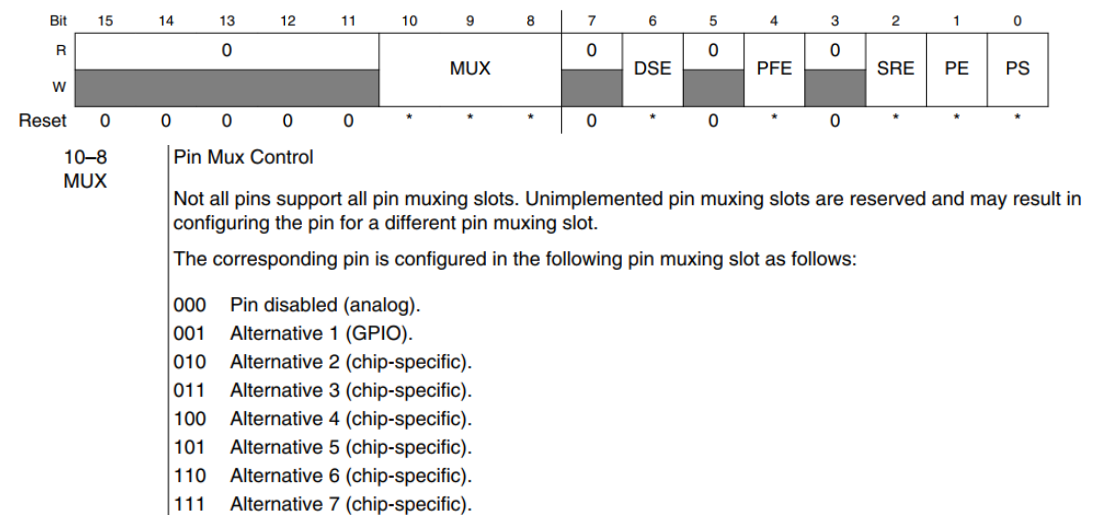 Bit 15 14 13 12 11 10 9 8 7 6 5 4 3 2 1 0
R 0 MUX 0 DSE 0 PFE 0 SRE PE PS
W
Reset 0 0 0 0 0 * * * 0 * 0 * 0 * * *
10–8 Pin Mux Control
MUX
Not all pins support all pin muxing slots. Unimplemented pin muxing slots are reserved and may result in
configuring the pin for a different pin muxing slot.
The corresponding pin is configured in the following pin muxing slot as follows:
000 Pin disabled (analog).
001 Alternative 1 (GPIO).
010 Alternative 2 (chip-specific).
011 Alternative 3 (chip-specific).
100 Alternative 4 (chip-specific).
101 Alternative 5 (chip-specific).
110 Alternative 6 (chip-specific).
111 Alternative 7 (chip-specific).